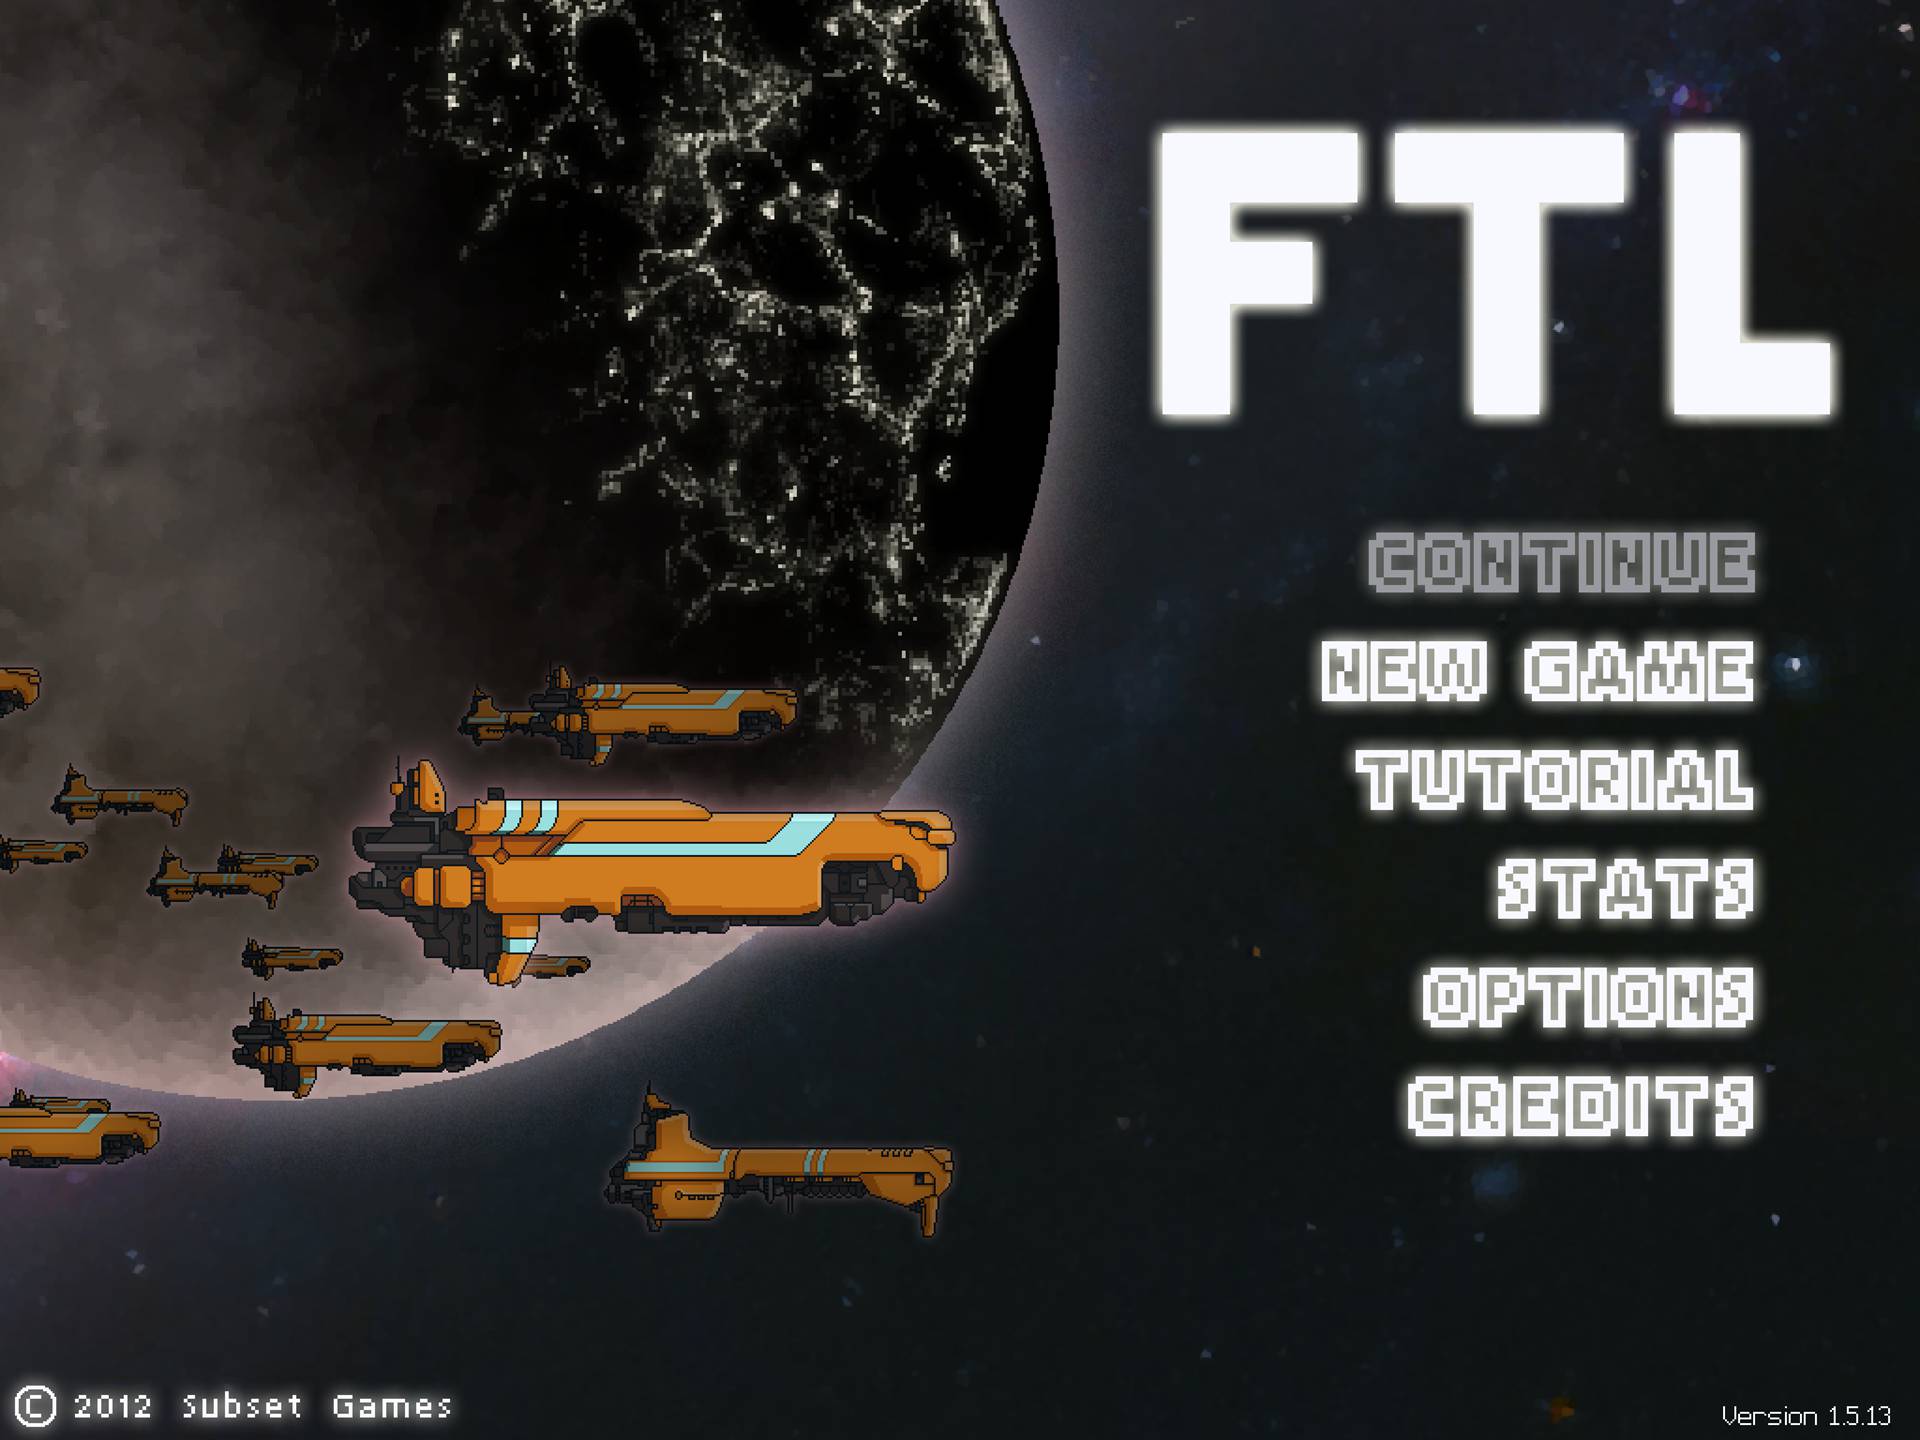 FTL
CONTINUE
NEW GAME
TUTORIAL
STATS
OPTIONS
CREDITS
© 2012 Subset Games
Version 1.5.13